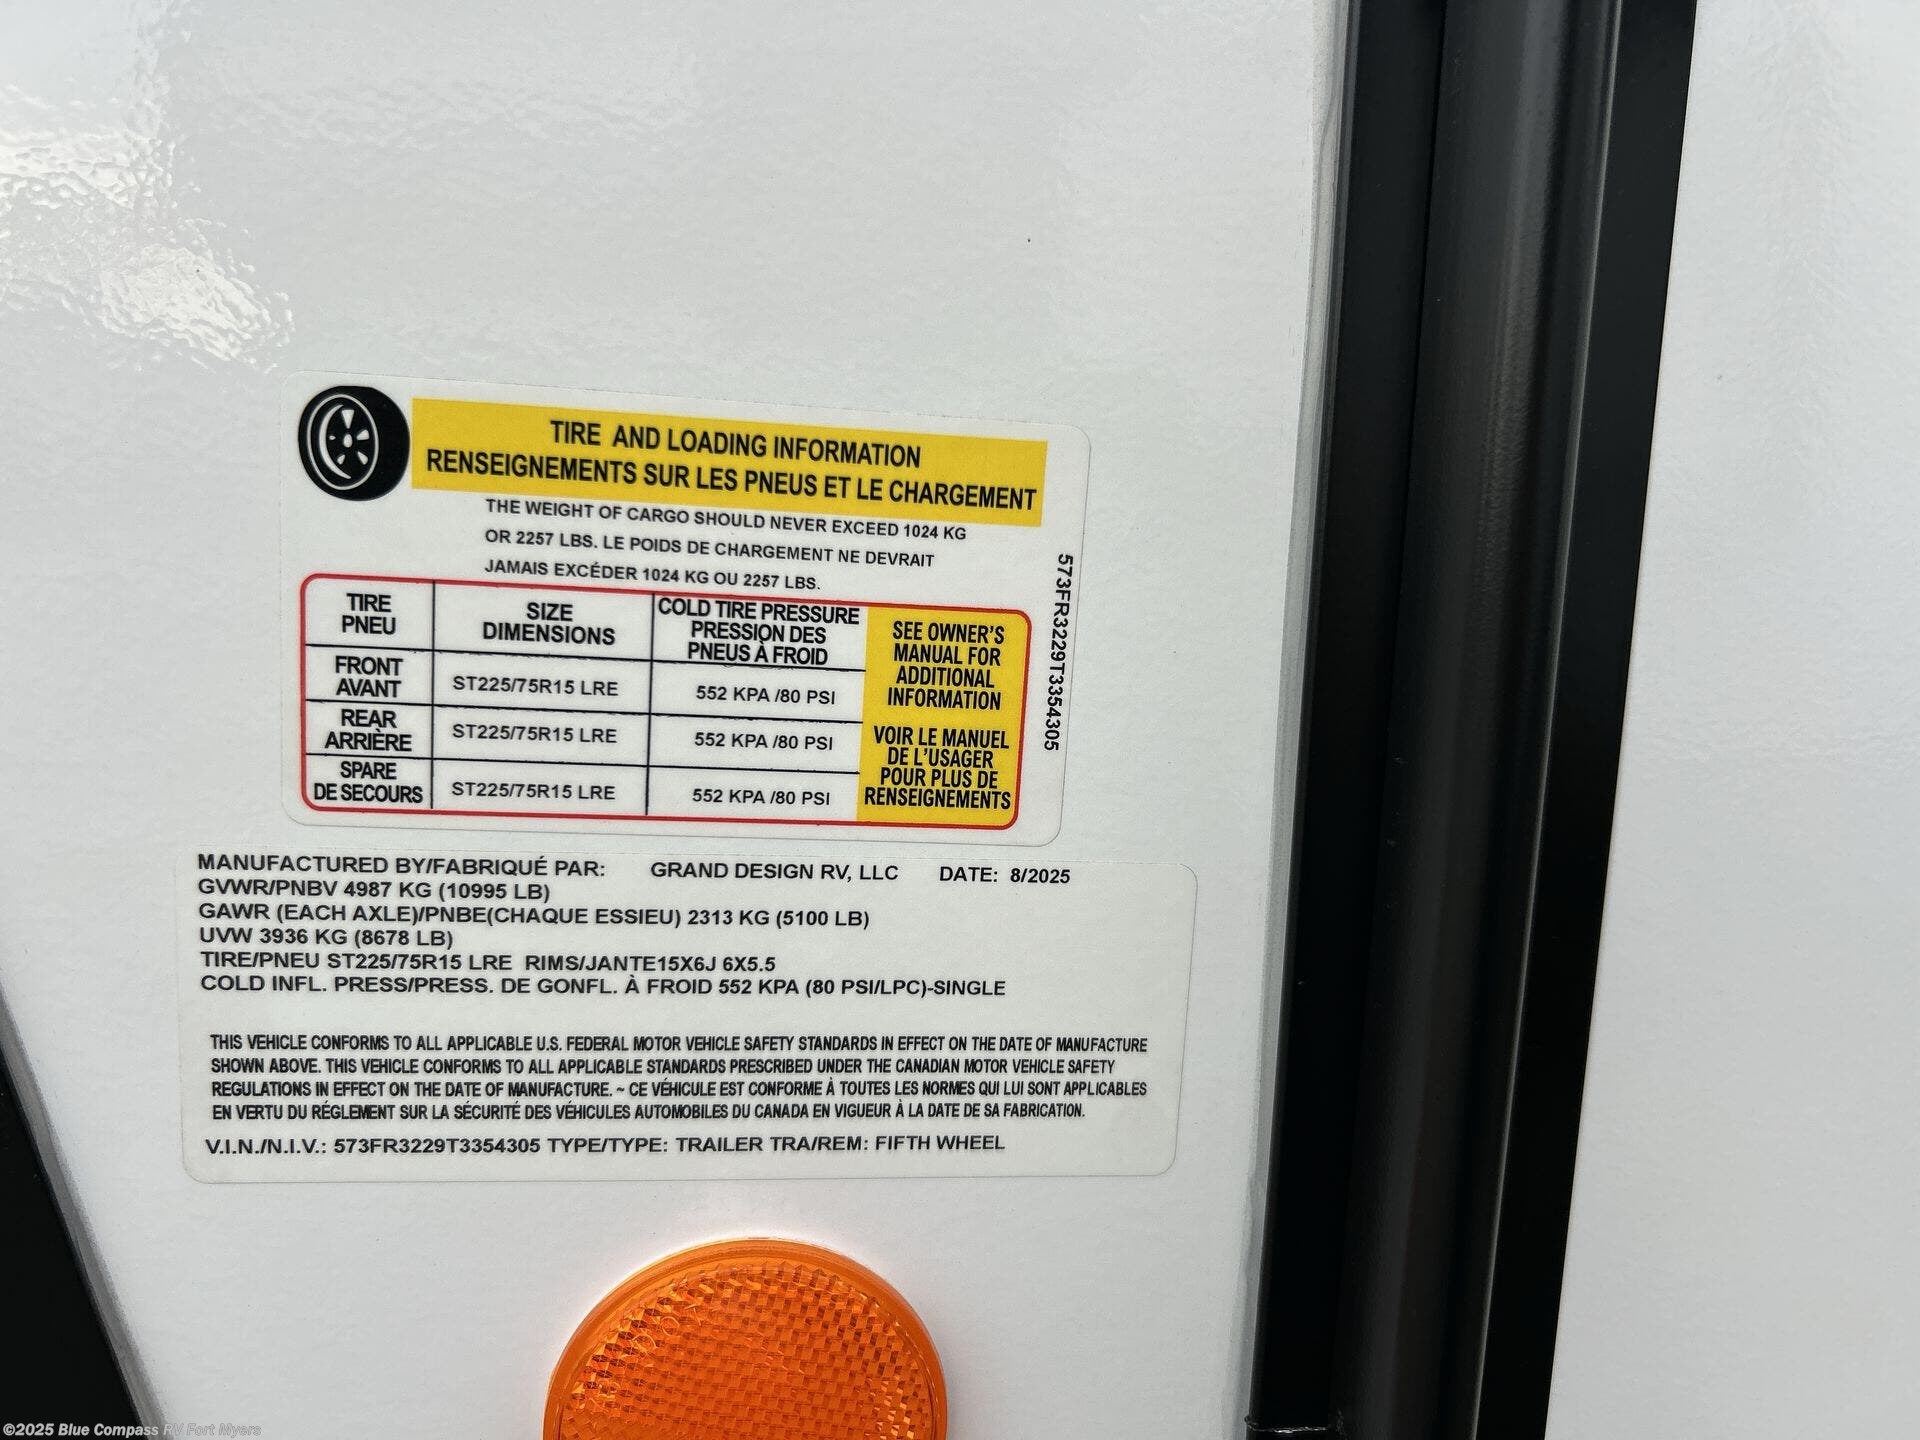 TIRE AND LOADING INFORMATION
RENSEIGNEMENTS SUR LES PNEUS ET LE CHARGEMENT
THE WEIGHT OF CARGO SHOULD NEVER EXCEED 1024 KG
OR 2257 LBS. LE POIDS DE CHARGEMENT NE DEVRAIT
JAMAIS EXCÉDER 1024 KG OU 2257 LBS.
TIRE
PNEU
SIZE
DIMENSIONS
COLD TIRE PRESSURE
PRESSION DES
PNEUS À FROID
FRONT
AVANT
ST225/75R15 LRE
552 KPA /80 PSI
REAR
ARRIÈRE
ST225/75R15 LRE
552 KPA /80 PSI
SPARE
DE SECOURS
ST225/75R15 LRE
552 KPA /80 PSI
SEE OWNER'S
MANUAL FOR
ADDITIONAL
INFORMATION
VOIR LE MANUEL
DE L'USAGER
POUR PLUS DE
RENSEIGNEMENTS
573FR3229T3354305
MANUFACTURED BY/FABRIQUÉ PAR: GRAND DESIGN RV, LLC DATE: 8/2025
GVWR/PNBV 4987 KG (10995 LB)
GAWR (EACH AXLE)/PNBE(CHAQUE ESSIEU) 2313 KG (5100 LB)
UVW 3936 KG (8678 LB)
TIRE/PNEU ST225/75R15 LRE RIMS/JANTE15X6J 6X5.5
COLD INFL. PRESS/PRESS. DE GONFL. À FROID 552 KPA (80 PSI/LPC)-SINGLE
THIS VEHICLE CONFORMS TO ALL APPLICABLE U.S. FEDERAL MOTOR VEHICLE SAFETY STANDARDS IN EFFECT ON THE DATE OF MANUFACTURE
SHOWN ABOVE. THIS VEHICLE CONFORMS TO ALL APPLICABLE STANDARDS PRESCRIBED UNDER THE CANADIAN MOTOR VEHICLE SAFETY
REGULATIONS IN EFFECT ON THE DATE OF MANUFACTURE. ~ CE VÉHICULE EST CONFORME À TOUTES LES NORMES QUI LUI SONT APPLICABLES
EN VERTU DU RÉGLEMENT SUR LA SÉCURITÉ DES VÉHICULES AUTOMOBILES DU CANADA EN VIGUEUR À LA DATE DE SA FABRICATION.
V.I.N./N.I.V.: 573FR3229T3354305 TYPE/TYPE: TRAILER TRA/REM: FIFTH WHEEL
©2025 Blue Compass RV Fort Myers